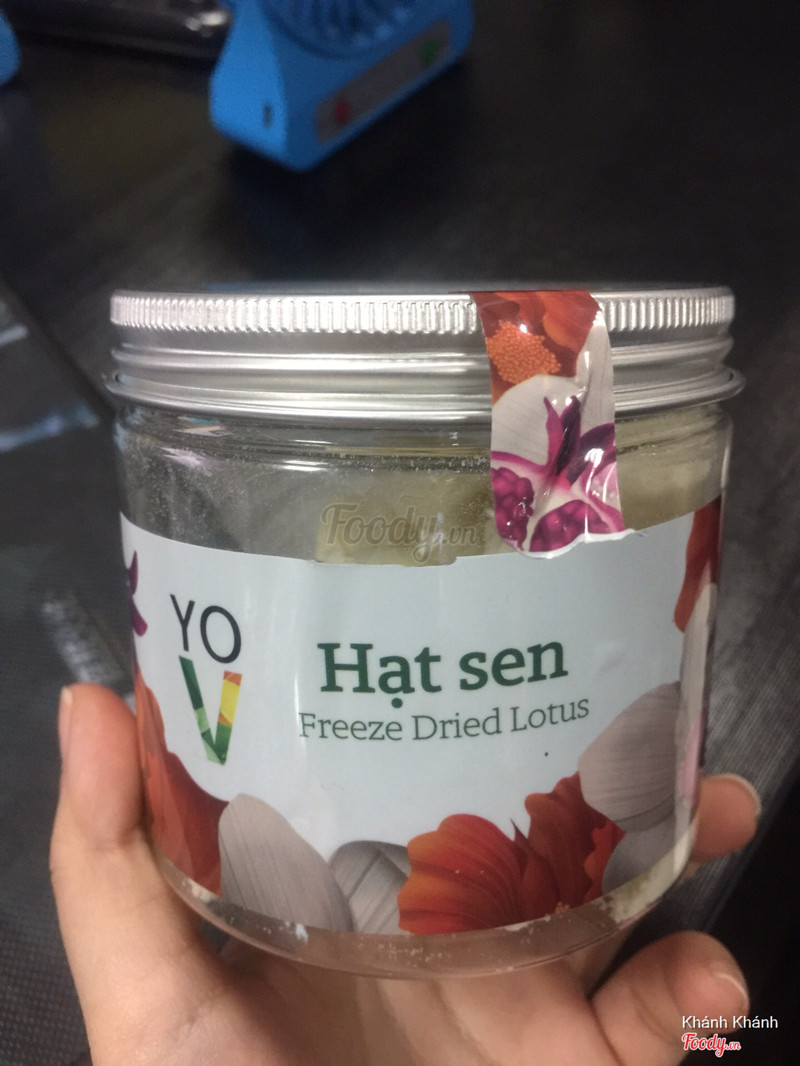 Foody.vn
YO
V
Hạt sen
Freeze Dried Lotus
Khánh Khánh
Foody.vn